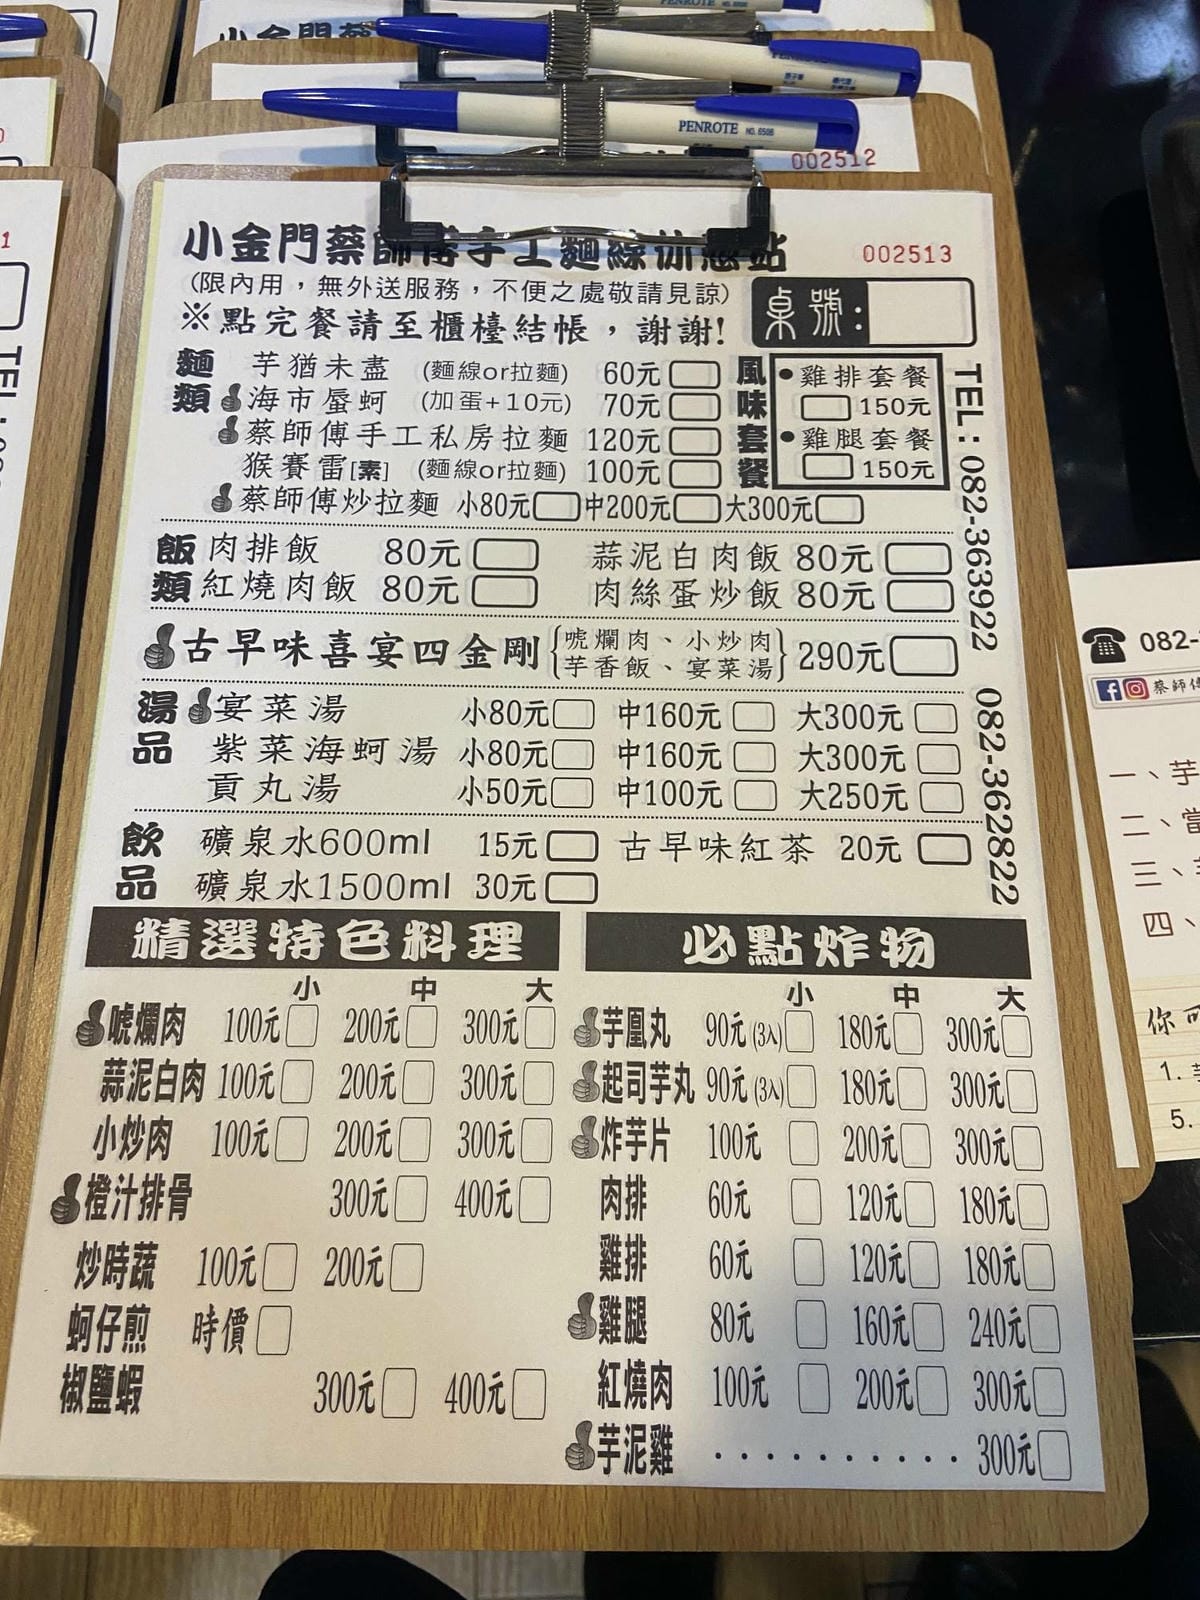 PENROTE
PENROTE NO. 6506
002512
小金門蔡師傅手工麵線休憩站
002513
(限內用，無外送服務，不便之處敬請見諒)
※點完餐請至櫃檯結帳，謝謝!
桌號：
麵類
芋猶未盡 (麵線or拉麵) 60元
海市蜃蚵 (加蛋+10元) 70元
蔡師傅手工私房拉麵 120元
猴賽雷[素] (麵線or拉麵) 100元
蔡師傅炒拉麵 小80元 中200元 大300元
風味套餐
•雞排套餐
150元
•雞腿套餐
150元
TEL：082-363922 082-362822
飯類
肉排飯 80元 蒜泥白肉飯 80元
紅燒肉飯 80元 肉絲蛋炒飯 80元
古早味喜宴四金剛 {唬爛肉、小炒肉
芋香飯、宴菜湯} 290元
湯品
宴菜湯 小80元 中160元 大300元
紫菜海蚵湯 小80元 中160元 大300元
貢丸湯 小50元 中100元 大250元
飲品
礦泉水600ml 15元 古早味紅茶 20元
礦泉水1500ml 30元
精選特色料理
小 中 大
唬爛肉 100元 200元 300元
蒜泥白肉 100元 200元 300元
小炒肉 100元 200元 300元
橙汁排骨 300元 400元
炒時蔬 100元 200元
蚵仔煎 時價
椒鹽蝦 300元 400元
必點炸物
小 中 大
芋凰丸 90元(3入) 180元 300元
起司芋丸 90元(3入) 180元 300元
炸芋片 100元 200元 300元
肉排 60元 120元 180元
雞排 60元 120元 180元
雞腿 80元 160元 240元
紅燒肉 100元 200元 300元
芋泥雞 ・・・・・・・・・・ 300元
082-
蔡師傅
一、芋
二、當
三、
四、
你可
1.
5.